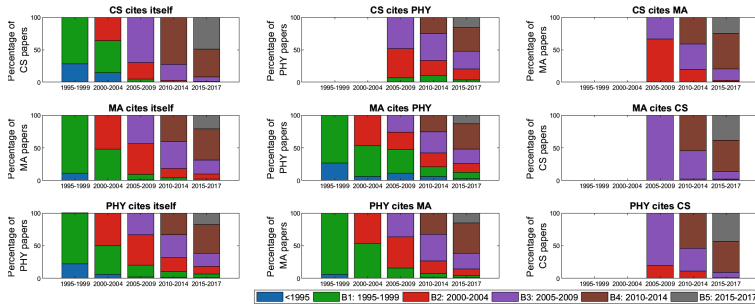 CS cites itself
CS cites PHY
CS cites MA
Percentage of
CS papers
100
50
0
1995-1999 2000-2004 2005-2009 2010-2014 2015-2017
Percentage of
PHY papers
100
50
0
1995-1999 2000-2004 2005-2009 2010-2014 2015-2017
Percentage of
MA papers
100
50
0
1995-1999 2000-2004 2005-2009 2010-2014 2015-2017
MA cites itself
MA cites PHY
MA cites CS
Percentage of
MA papers
100
50
0
1995-1999 2000-2004 2005-2009 2010-2014 2015-2017
Percentage of
PHY papers
100
50
0
1995-1999 2000-2004 2005-2009 2010-2014 2015-2017
Percentage of
CS papers
100
50
0
1995-1999 2000-2004 2005-2009 2010-2014 2015-2017
PHY cites itself
PHY cites MA
PHY cites CS
Percentage of
PHY papers
100
50
0
1995-1999 2000-2004 2005-2009 2010-2014 2015-2017
Percentage of
MA papers
100
50
0
1995-1999 2000-2004 2005-2009 2010-2014 2015-2017
Percentage of
CS papers
100
50
0
1995-1999 2000-2004 2005-2009 2010-2014 2015-2017
<1995 B1: 1995-1999 B2: 2000-2004 B3: 2005-2009 B4: 2010-2014 B5: 2015-2017